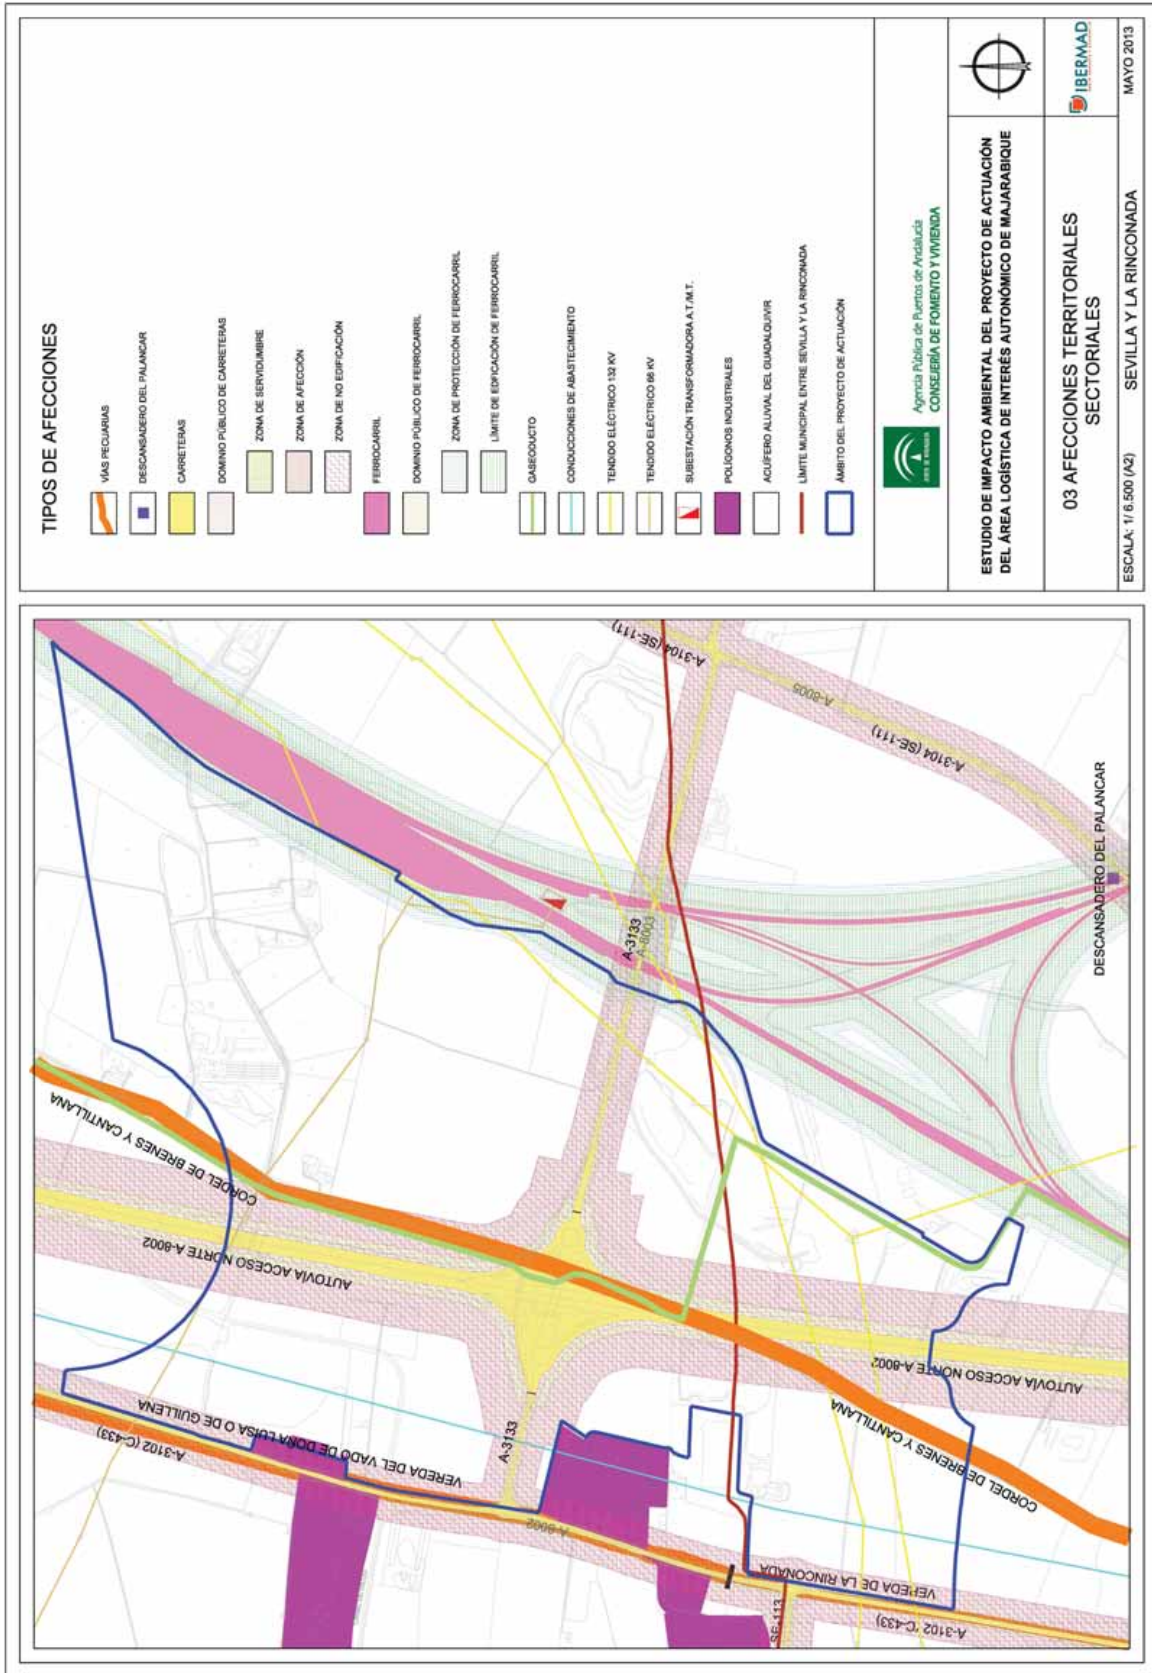 TIPOS DE AFECCIONES
VÍAS PECUARIAS
DESCANSADERO DEL PALANCAR
CARRETERAS
DOMINIO PÚBLICO DE CARRETERAS
ZONA DE SERVIDUMBRE
ZONA DE AFECCIÓN
ZONA DE NO EDIFICACIÓN
FERROCARRIL
DOMINIO PÚBLICO DE FERROCARRIL
ZONA DE PROTECCIÓN DE FERROCARRIL
LÍMITE DE EDIFICACIÓN DE FERROCARRIL
GASEODUCTO
CONDUCCIONES DE ABASTECIMIENTO
TENDIDO ELÉCTRICO 132 KV
TENDIDO ELÉCTRICO 66 KV
SUBESTACIÓN TRANSFORMADORA A.T./M.T.
POLÍGONOS INDUSTRIALES
ACUÍFERO ALUVIAL DEL GUADALQUIVIR
LÍMITE MUNICIPAL ENTRE SEVILLA Y LA RINCONADA
ÁMBITO DEL PROYECTO DE ACTUACIÓN
Agencia Pública de Puertos de Andalucía
CONSEJERÍA DE FOMENTO Y VIVIENDA
ESTUDIO DE IMPACTO AMBIENTAL DEL PROYECTO DE ACTUACIÓN
DEL ÁREA LOGÍSTICA DE INTERÉS AUTONÓMICO DE MAJARABIQUE
03 AFECCIONES TERRITORIALES
SECTORIALES
IBERMAD
ESCALA: 1/ 6.500 (A2)
SEVILLA Y LA RINCONADA
MAYO 2013
CORDEL DE BRENES Y CANTILLANA
AUTOVÍA ACCESO NORTE A-8002
VEREDA DEL VADO DE DOÑA LUISA O DE GUILLENA
A-3102 (C-433)
A-3133
A-8002
A-3133
A-8003
A-3104 (SE-111)
A-8005
A-3104 (SE-111)
DESCANSADERO DEL PALANCAR
AUTOVÍA ACCESO NORTE A-8002
CORDEL DE BRENES Y CANTILLANA
VEREDA DE LA RINCONADA
SE-113
A-3102 (C-433)